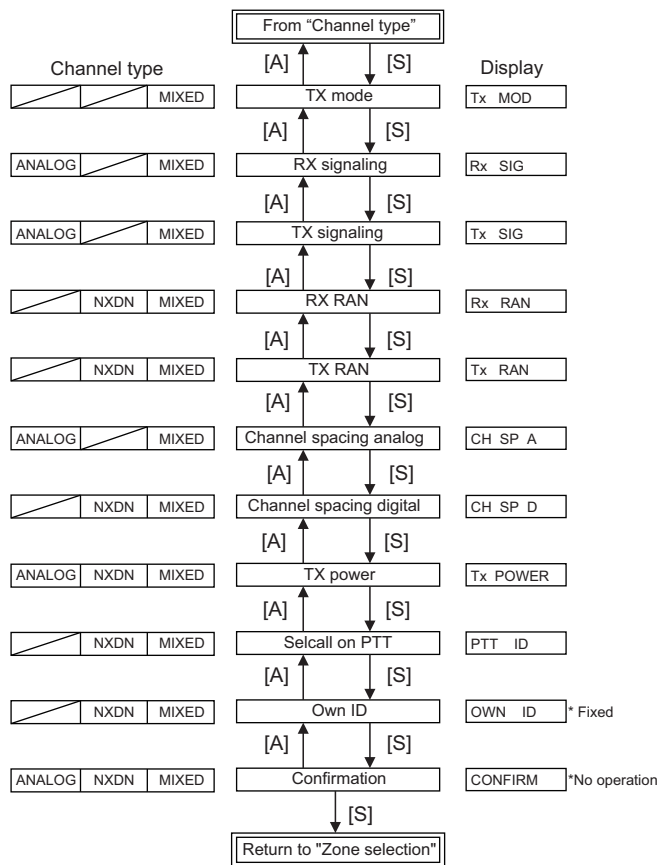 From “Channel type”
[A] [S]
Channel type Display
MIXED TX mode Tx MOD
[A] [S]
ANALOG MIXED RX signaling Rx SIG
[A] [S]
ANALOG MIXED TX signaling Tx SIG
[A] [S]
NXDN MIXED RX RAN Rx RAN
[A] [S]
NXDN MIXED TX RAN Tx RAN
[A] [S]
ANALOG MIXED Channel spacing analog CH SP A
[A] [S]
NXDN MIXED Channel spacing digital CH SP D
[A] [S]
ANALOG NXDN MIXED TX power Tx POWER
[A] [S]
NXDN MIXED Selcall on PTT PTT ID
[A] [S]
NXDN MIXED Own ID OWN ID * Fixed
[A] [S]
ANALOG NXDN MIXED Confirmation CONFIRM *No operation
[S]
Return to "Zone selection"